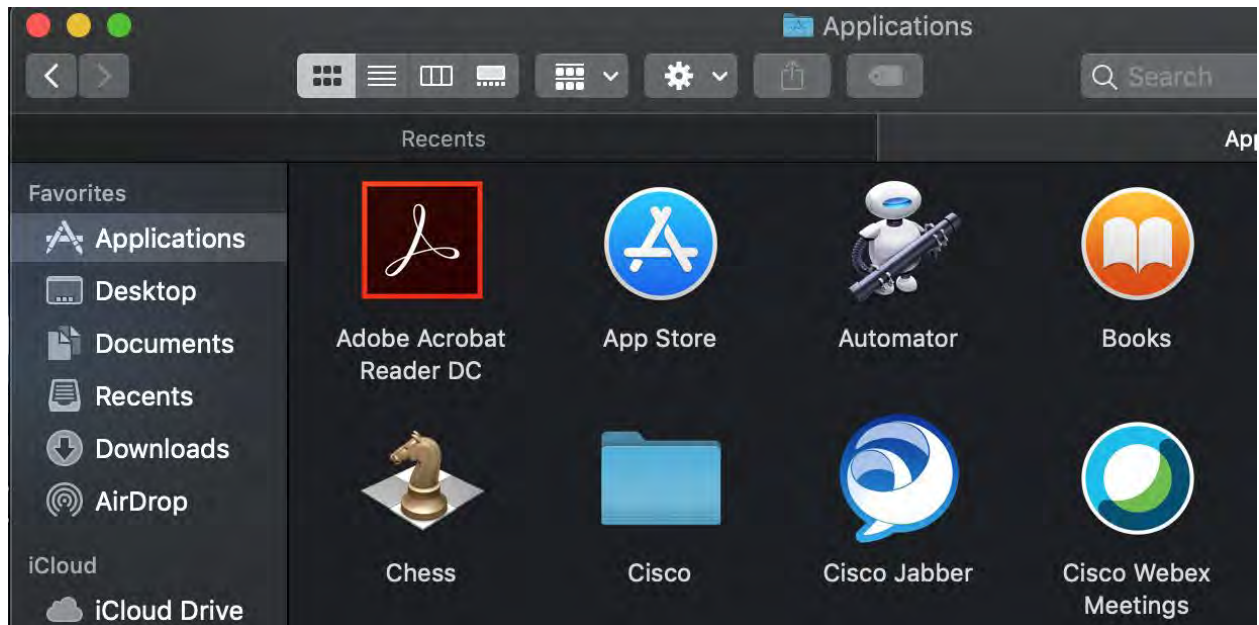 Applications
Search
Recents
App
Favorites
Applications
Desktop
Documents
Recents
Downloads
AirDrop
iCloud
iCloud Drive
Adobe Acrobat
Reader DC
App Store
Automator
Books
Chess
Cisco
Cisco Jabber
Cisco Webex
Meetings